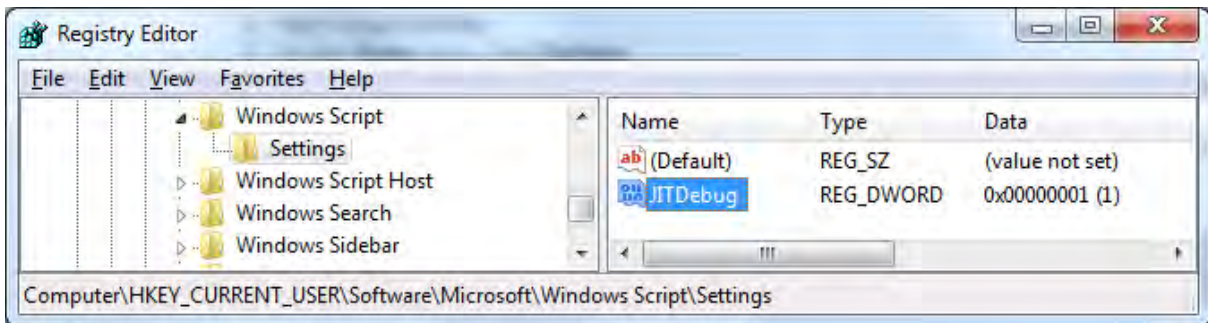 Registry Editor
File Edit View Favorites Help
Windows Script
Settings
Windows Script Host
Windows Search
Windows Sidebar
Name Type Data
(Default) REG_SZ (value not set)
JITDebug REG_DWORD 0x00000001 (1)
Computer\HKEY_CURRENT_USER\Software\Microsoft\Windows Script\Settings